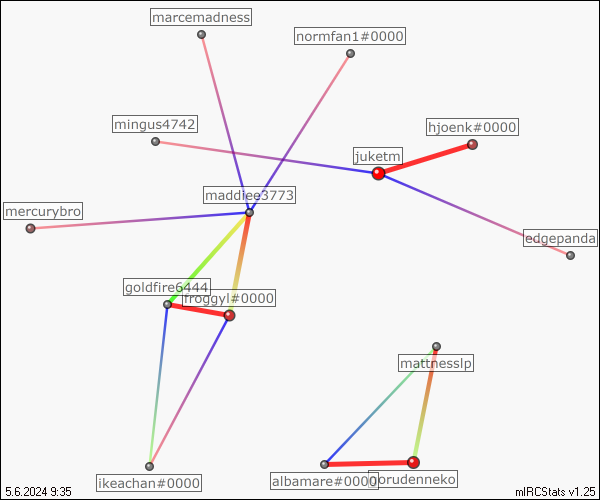 marcemadness
normfan1#0000
mingus4742
hjoenk#0000
juketm
maddiee3773
mercurybro
edgepanda
goldfire6444
froggyl#0000
mattnesslp
ikeachan#0000
albamare#0000
gorudenneko
5.6.2024 9:35
mIRCStats v1.25